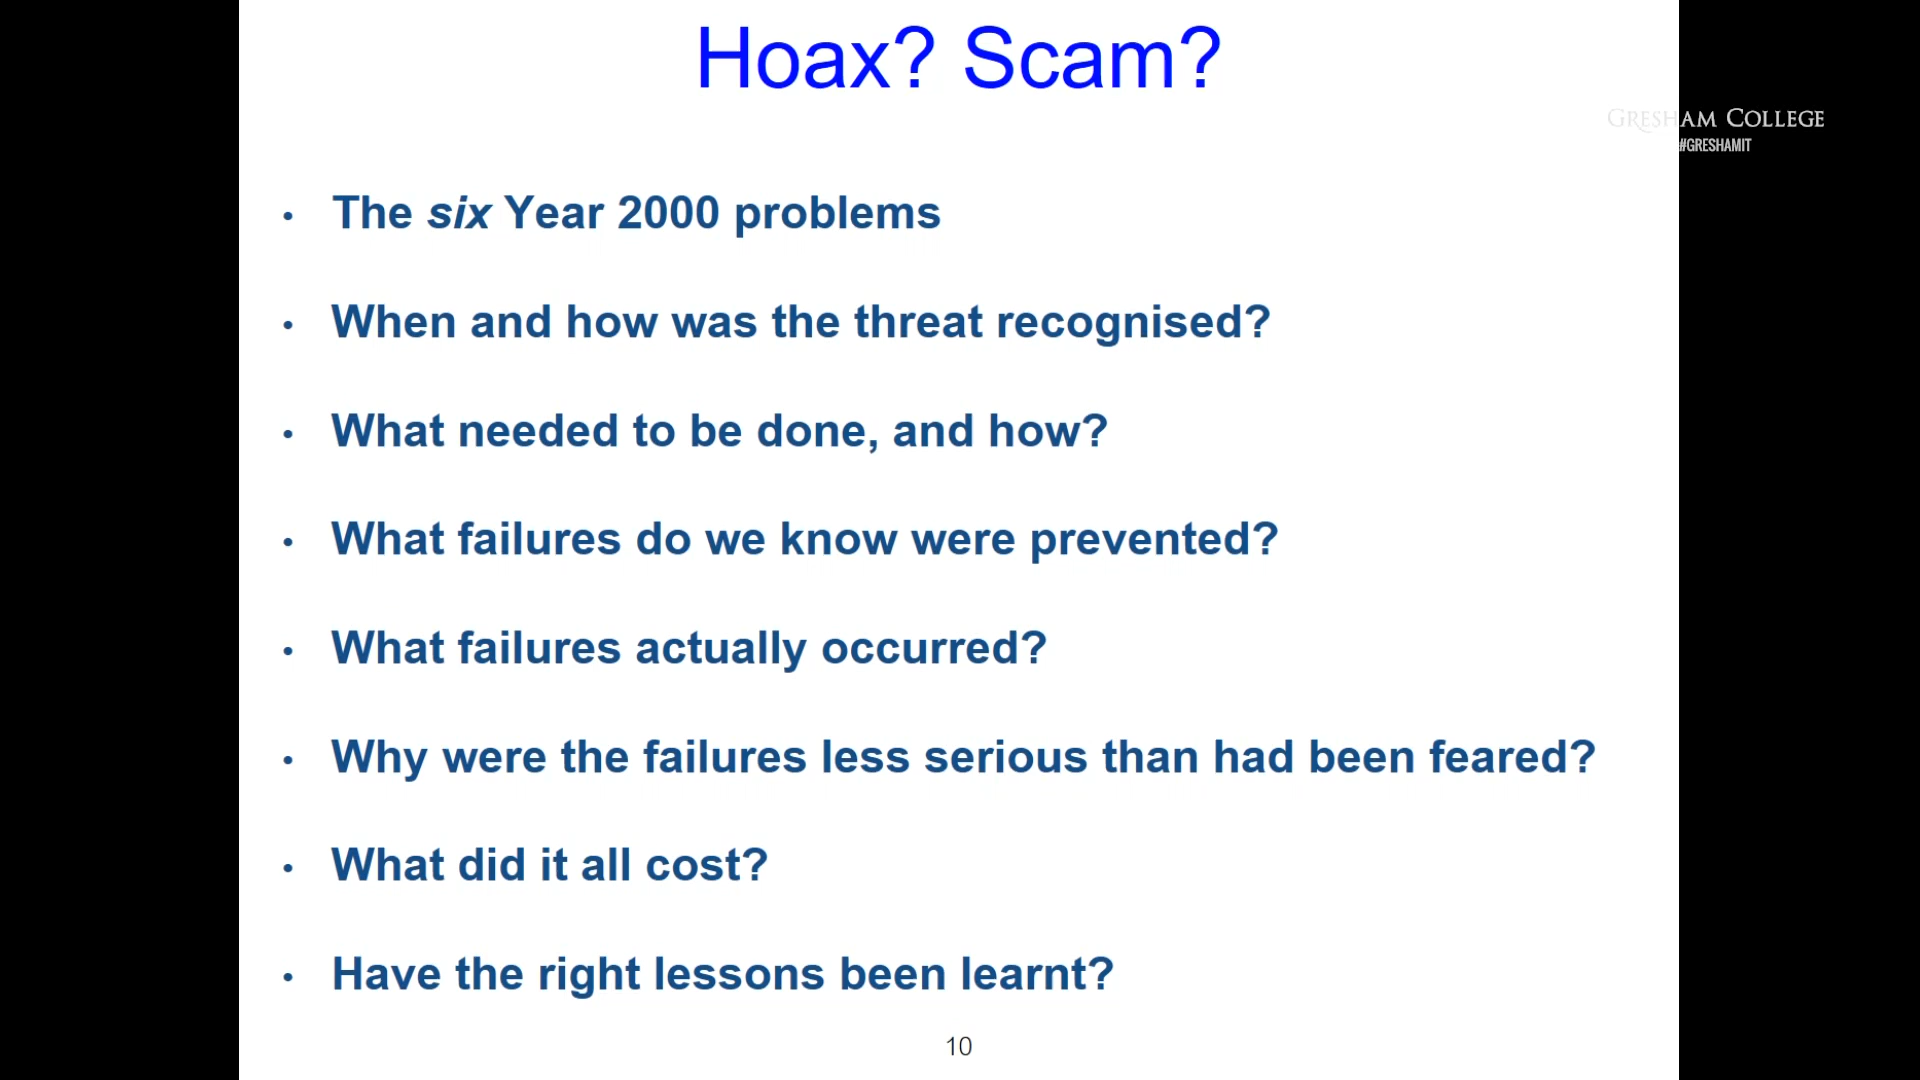 Hoax? Scam?
GRESHAM COLLEGE
#GRESHAMIT
• The six Year 2000 problems
• When and how was the threat recognised?
• What needed to be done, and how?
• What failures do we know were prevented?
• What failures actually occurred?
• Why were the failures less serious than had been feared?
• What did it all cost?
• Have the right lessons been learnt?
10